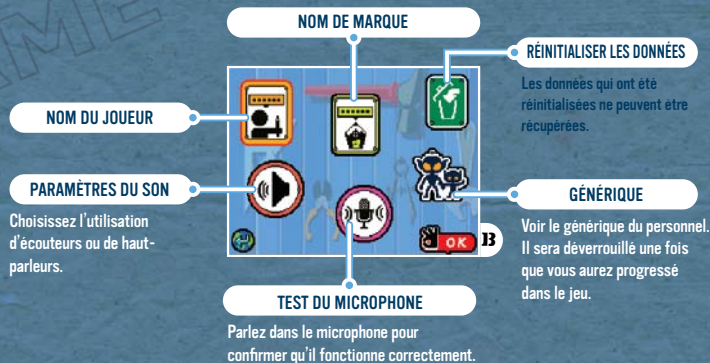 AME
NOM DE MARQUE
RÉINITIALISER LES DONNÉES
Les données qui ont été
réinitialisées ne peuvent être
récupérées.
NOM DU JOUEUR
PARAMÈTRES DU SON
Choisissez l'utilisation
d'écouteurs ou de haut-
parleurs.
OK
B
GÉNÉRIQUE
Voir le générique du personnel.
Il sera déverrouillé une fois
que vous aurez progressé
dans le jeu.
TEST DU MICROPHONE
Parlez dans le microphone pour
confirmer qu'il fonctionne correctement.